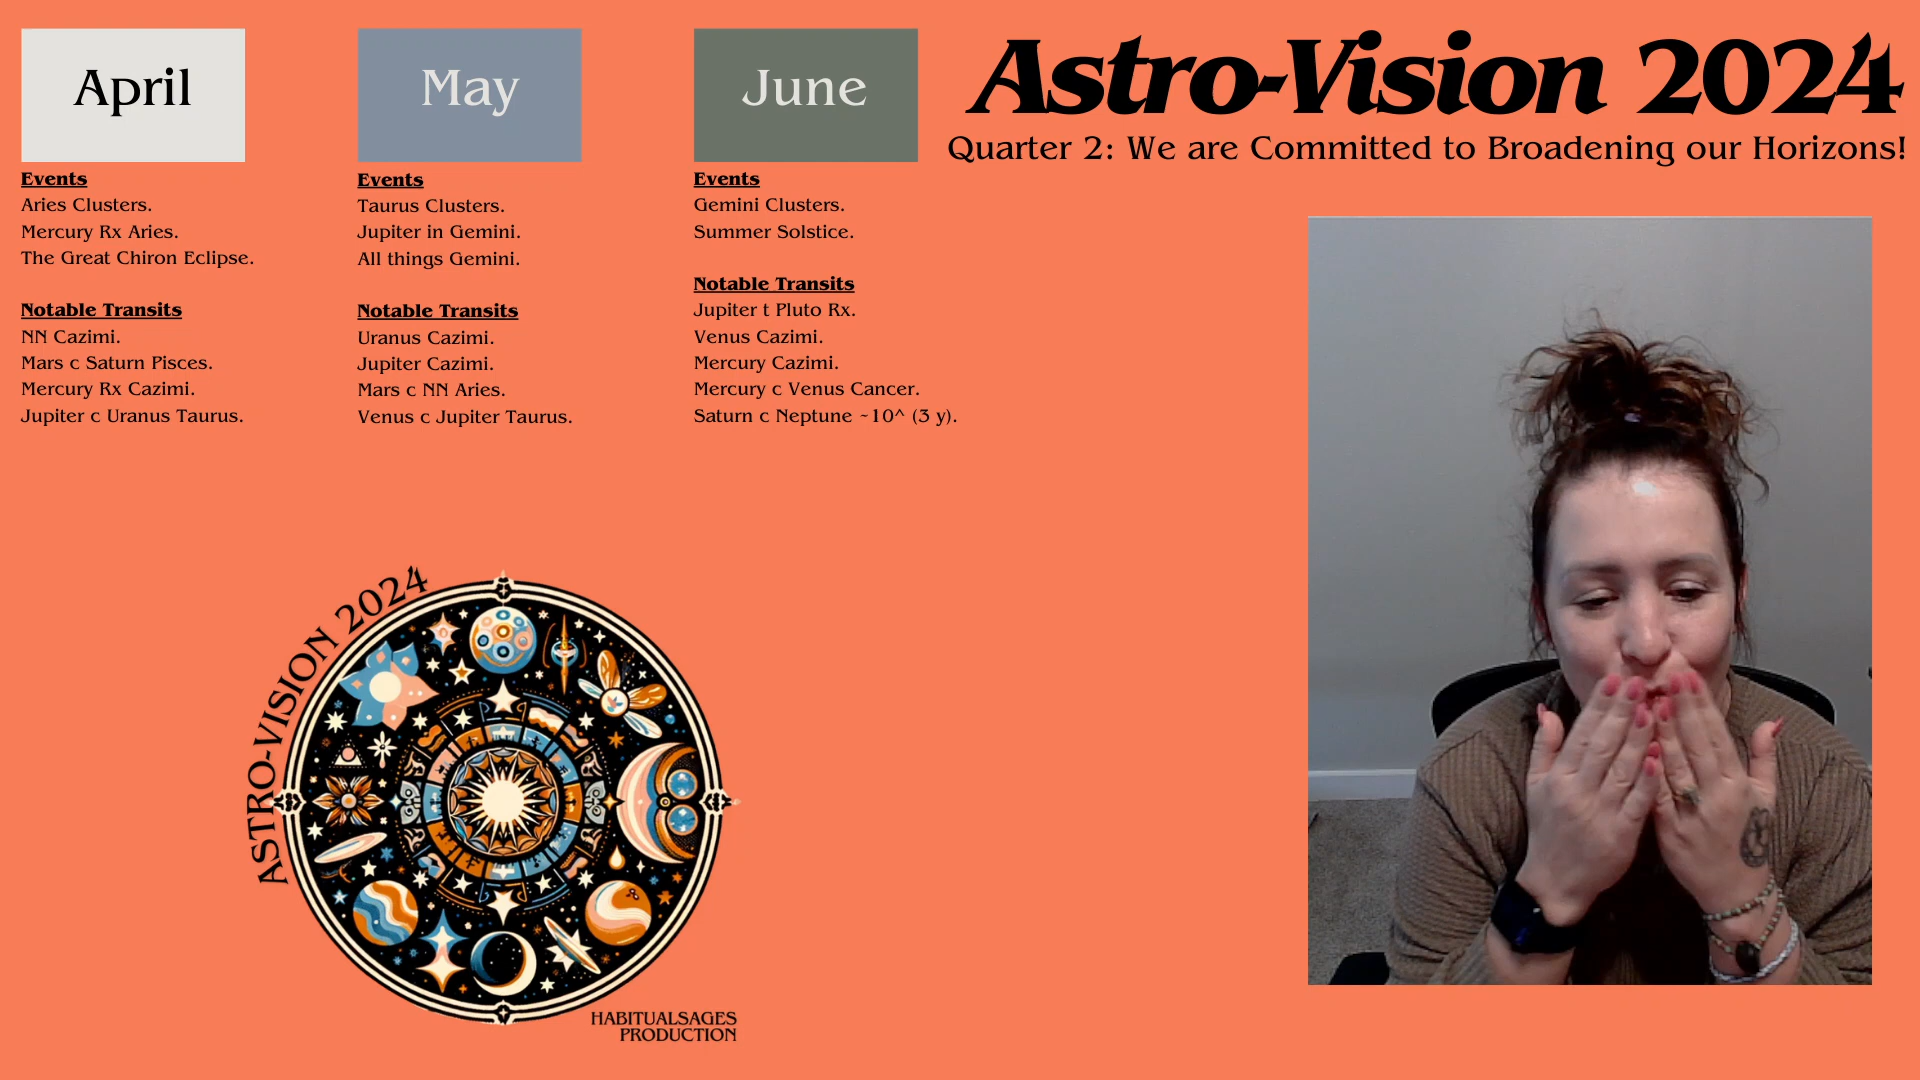 April
Events
Aries Clusters.
Mercury Rx Aries.
The Great Chiron Eclipse.
Notable Transits
NN Cazimi.
Mars c Saturn Pisces.
Mercury Rx Cazimi.
Jupiter c Uranus Taurus.
May
Events
Taurus Clusters.
Jupiter in Gemini.
All things Gemini.
Notable Transits
Uranus Cazimi.
Jupiter Cazimi.
Mars c NN Aries.
Venus c Jupiter Taurus.
June
Events
Gemini Clusters.
Summer Solstice.
Notable Transits
Jupiter t Pluto Rx.
Venus Cazimi.
Mercury Cazimi.
Mercury c Venus Cancer.
Saturn c Neptune ~10^ (3 y).
Astro-Vision 2024
Quarter 2: We are Committed to Broadening our Horizons!
ASTRO-VISION 2024
HABITUALSAGES
PRODUCTION